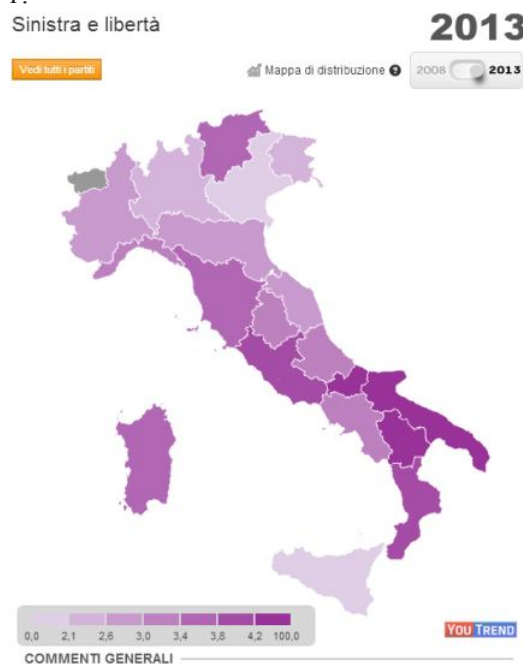 Sinistra e libertà
2013
Vedi tutti i partiti
Mappa di distribuzione ?
2008 2013
0,0 2,1 2,6 3,0 3,4 3,8 4,2 100,0
YOU TREND
COMMENTI GENERALI